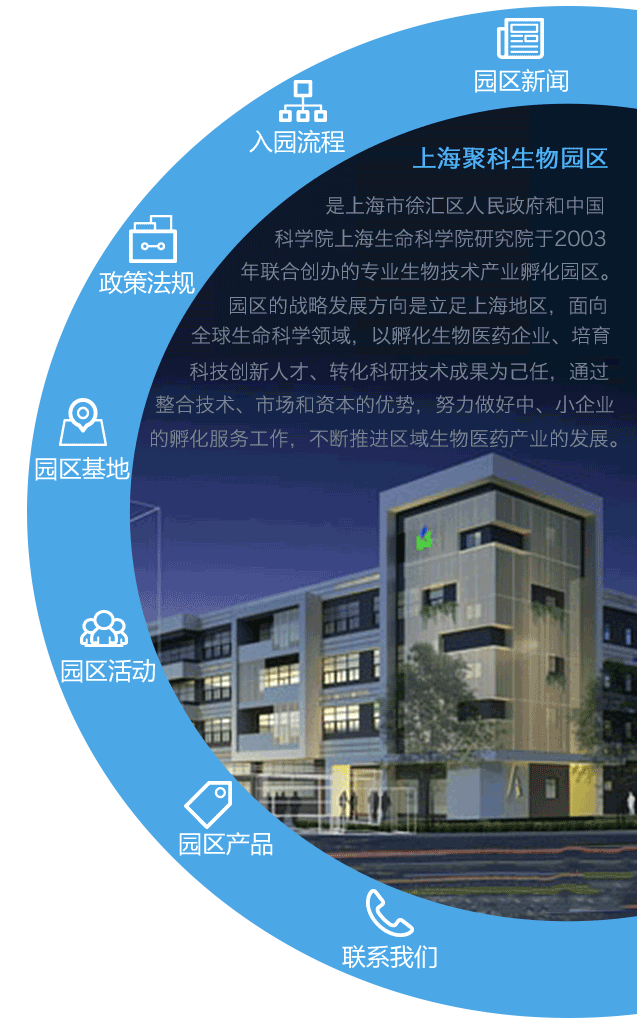 园区新闻
入园流程
上海聚科生物园区
是上海市徐汇区人民政府和中国
科学院上海生命科学院研究院于2003
年联合创办的专业生物技术产业孵化园区。
园区的战略发展方向是立足上海地区，面向
全球生命科学领域，以孵化生物医药企业、培育
科技创新人才、转化科研技术成果为己任，通过
整合技术、市场和资本的优势，努力做好中、小企业
的孵化服务工作，不断推进区域生物医药产业的发展。
政策法规
园区基地
园区活动
园区产品
联系我们